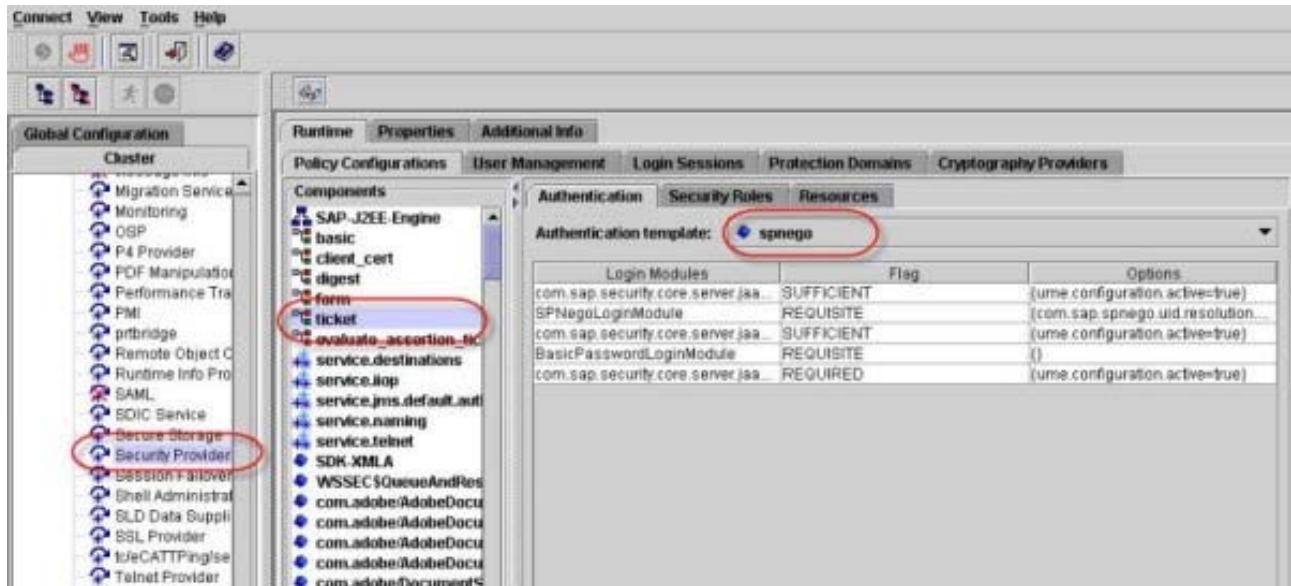 Connect View Tools Help
Global Configuration
Cluster
Migration Service
Monitoring
OSP
P4 Provider
PDF Manipulation
Performance Tra
PMI
prtbridge
Remote Object C
Runtime Info Pro
SAML
SDIC Service
Secure Storage
Security Provider
Session Failover
Shell Administrat
SLD Data Suppli
SSL Provider
tc/eCATTPing/se
Telnet Provider
Runtime Properties Additional Info
Policy Configurations User Management Login Sessions Protection Domains Cryptography Providers
Components
SAP-J2EE-Engine
basic
client_cert
digest
form
ticket
evaluate_assertion_tic
service.destinations
service.iiop
service.jms.default.aut
service.naming
service.telnet
SDK-XMLA
WSSEC$QueueAndRes
com.adobe/AdobeDocu
com.adobe/AdobeDocu
com.adobe/AdobeDocu
com.adobe/AdobeDocu
com.adobe/DocumentS
Authentication Security Roles Resources
Authentication template: spnego
Login Modules Flag Options
com.sap.security.core.server.jaa... SUFFICIENT {ume.configuration.active=true}
SPNegoLoginModule REQUISITE {com.sap.spnego.uid.resolution....
com.sap.security.core.server.jaa... SUFFICIENT {ume.configuration.active=true}
BasicPasswordLoginModule REQUISITE {}
com.sap.security.core.server.jaa... REQUIRED {ume.configuration.active=true}